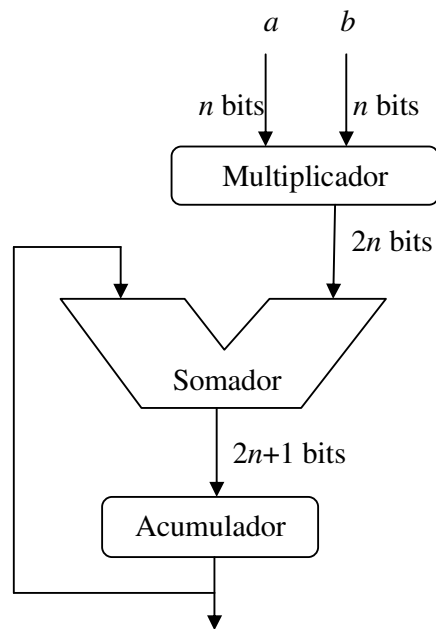 a b
n bits n bits
Multiplicador
2n bits
Somador
2n+1 bits
Acumulador